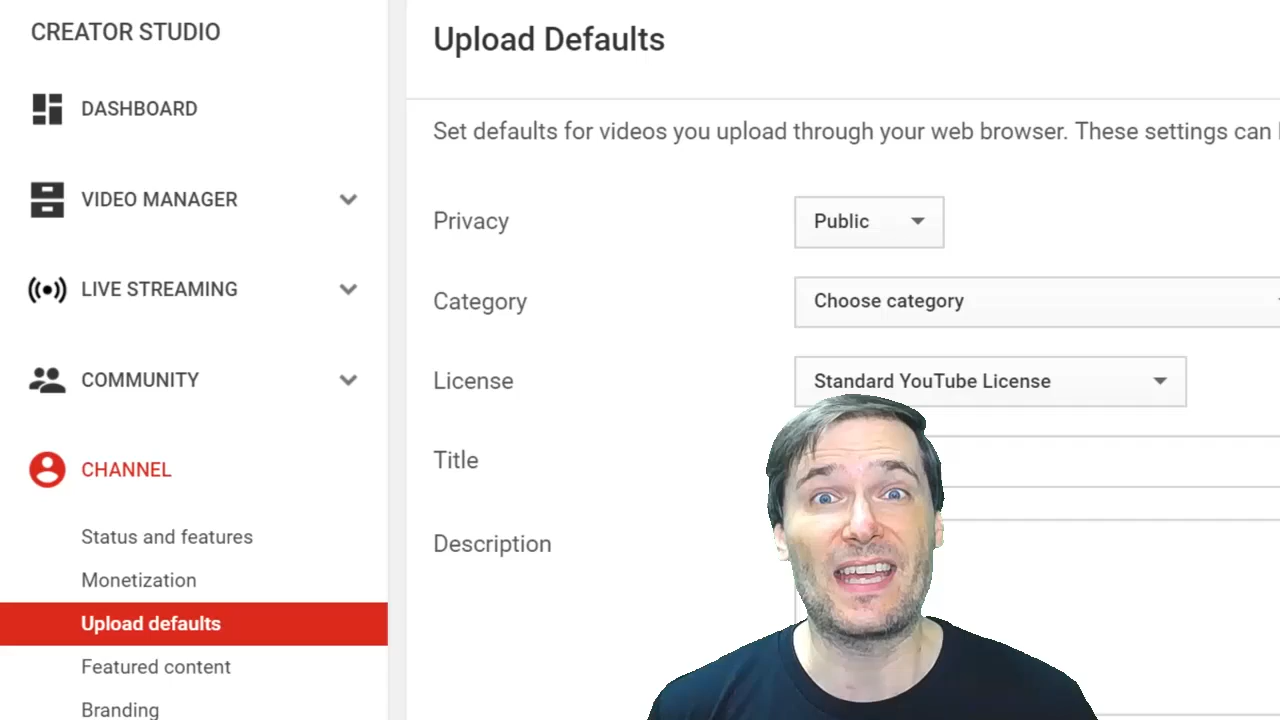 CREATOR STUDIO
DASHBOARD
VIDEO MANAGER
LIVE STREAMING
COMMUNITY
CHANNEL
Status and features
Monetization
Upload defaults
Featured content
Branding
Upload Defaults
Set defaults for videos you upload through your web browser. These settings can
Privacy
Public
Category
Choose category
License
Standard YouTube License
Title
Description